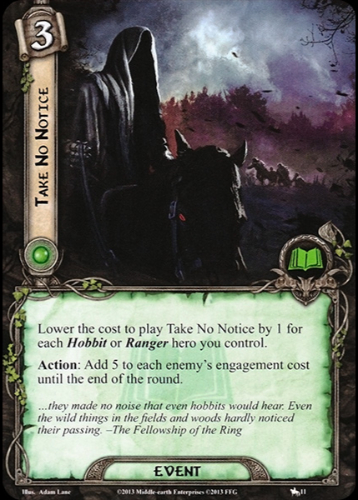 3
TAKE NO NOTICE
Lower the cost to play Take No Notice by 1 for
each Hobbit or Ranger hero you control.
Action: Add 5 to each enemy's engagement cost
until the end of the round.
...they made no noise that even hobbits would hear. Even
the wild things in the fields and woods hardly noticed
their passing. –The Fellowship of the Ring
EVENT
Illus. Adam Lane
©2013 Middle-earth Enterprises ©2013 FFG
11